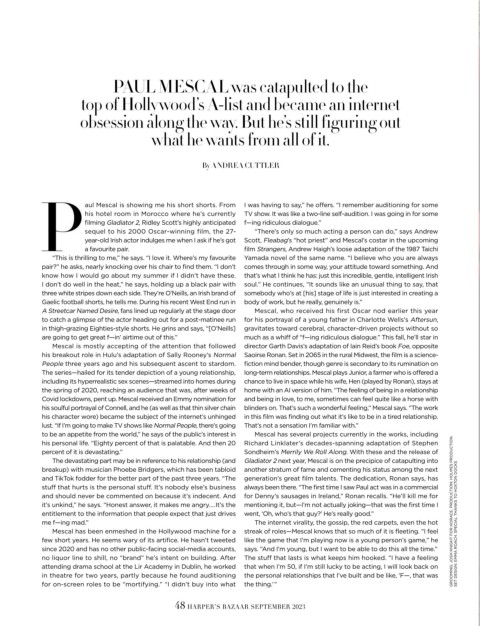 PAUL MESCAL was catapulted to the
top of Hollywood's A-list and became an internet
obsession along the way. But he's still figuring out
what he wants from all of it.
By ANDREA CUTTLER
Paul Mescal is showing me his short shorts. From
his hotel room in Morocco where he's currently
filming Gladiator 2, Ridley Scott's highly anticipated
sequel to his 2000 Oscar-winning film, the 27-
year-old Irish actor indulges me when I ask if he's got
a favourite pair.
"This is thrilling to me," he says. "I love it. Where's my favourite
pair?" he asks, nearly knocking over his chair to find them. "I don't
know how I would go about my summer if I didn't have these.
I don't do well in the heat," he says, holding up a black pair with
three white stripes down each side. They're O'Neills, an Irish brand of
Gaelic football shorts, he tells me. During his recent West End run in
A Streetcar Named Desire, fans lined up regularly at the stage door
to catch a glimpse of the actor heading out for a post-matinee run
in thigh-grazing Eighties-style shorts. He grins and says, "[O'Neills]
are going to get great f—in' airtime out of this."
Mescal is mostly accepting of the attention that followed
his breakout role in Hulu's adaptation of Sally Rooney's Normal
People three years ago and his subsequent ascent to stardom.
The series—hailed for its tender depiction of a young relationship,
including its hyperrealistic sex scenes—streamed into homes during
the spring of 2020, reaching an audience that was, after weeks of
Covid lockdowns, pent up. Mescal received an Emmy nomination for
his soulful portrayal of Connell, and he (as well as that thin silver chain
his character wore) became the subject of the internet's unhinged
lust. "If I'm going to make TV shows like Normal People, there's going
to be an appetite from the world," he says of the public's interest in
his personal life. "Eighty percent of that is palatable. And then 20
percent of it is devastating."
The devastating part may be in reference to his relationship (and
breakup) with musician Phoebe Bridgers, which has been tabloid
and TikTok fodder for the better part of the past three years. "The
stuff that hurts is the personal stuff. It's nobody else's business
and should never be commented on because it's indecent. And
it's unkind," he says. "Honest answer, it makes me angry.... It's the
entitlement to the information that people expect that just drives
me f—ing mad."
Mescal has been enmeshed in the Hollywood machine for a
few short years. He seems wary of its artifice. He hasn't tweeted
since 2020 and has no other public-facing social-media accounts,
no liquor line to shill, no "brand" he's intent on building. After
attending drama school at the Lir Academy in Dublin, he worked
in theatre for two years, partly because he found auditioning
for on-screen roles to be "mortifying." "I didn't buy into what
I was having to say," he offers. "I remember auditioning for some
TV show. It was like a two-line self-audition. I was going in for some
f—ing ridiculous dialogue."
"There's only so much acting a person can do," says Andrew
Scott, Fleabag's "hot priest" and Mescal's costar in the upcoming
film Strangers, Andrew Haigh's loose adaptation of the 1987 Taichi
Yamada novel of the same name. "I believe who you are always
comes through in some way, your attitude toward something. And
that's what I think he has: just this incredible, gentle, intelligent Irish
soul." He continues, "It sounds like an unusual thing to say, that
somebody who's at [his] stage of life is just interested in creating a
body of work, but he really, genuinely is."
Mescal, who received his first Oscar nod earlier this year
for his portrayal of a young father in Charlotte Wells's Aftersun,
gravitates toward cerebral, character-driven projects without so
much as a whiff of "f—ing ridiculous dialogue." This fall, he'll star in
director Garth Davis's adaptation of Iain Reid's book Foe, opposite
Saoirse Ronan. Set in 2065 in the rural Midwest, the film is a science-
fiction mind bender, though genre is secondary to its rumination on
long-term relationships. Mescal plays Junior, a farmer who is offered a
chance to live in space while his wife, Hen (played by Ronan), stays at
home with an AI version of him. "The feeling of being in a relationship
and being in love, to me, sometimes can feel quite like a horse with
blinders on. That's such a wonderful feeling," Mescal says. "The work
in this film was finding out what it's like to be in a tired relationship.
That's not a sensation I'm familiar with."
Mescal has several projects currently in the works, including
Richard Linklater's decades-spanning adaptation of Stephen
Sondheim's Merrily We Roll Along. With these and the release of
Gladiator 2 next year, Mescal is on the precipice of catapulting into
another stratum of fame and cementing his status among the next
generation's great film talents. The dedication, Ronan says, has
always been there. "The first time I saw Paul act was in a commercial
for Denny's sausages in Ireland," Ronan recalls. "He'll kill me for
mentioning it, but—I'm not actually joking—that was the first time I
went, 'Oh, who's that guy?' He's really good."
The internet virality, the gossip, the red carpets, even the hot
streak of roles—Mescal knows that so much of it is fleeting. "I feel
like the game that I'm playing now is a young person's game," he
says. "And I'm young, but I want to be able to do this all the time."
The stuff that lasts is what keeps him hooked. "I have a feeling
that when I'm 50, if I'm still lucky to be acting, I will look back on
the personal relationships that I've built and be like, 'F—, that was
the thing.'"
GROOMING: JOSH KNIGHT FOR HORACE. PRODUCTION: HOLMES PRODUCTION.
SET DESIGN: EMMA ROACH. SPECIAL THANKS TO HOXTON DOCKS.
48 HARPER'S BAZAAR SEPTEMBER 2023